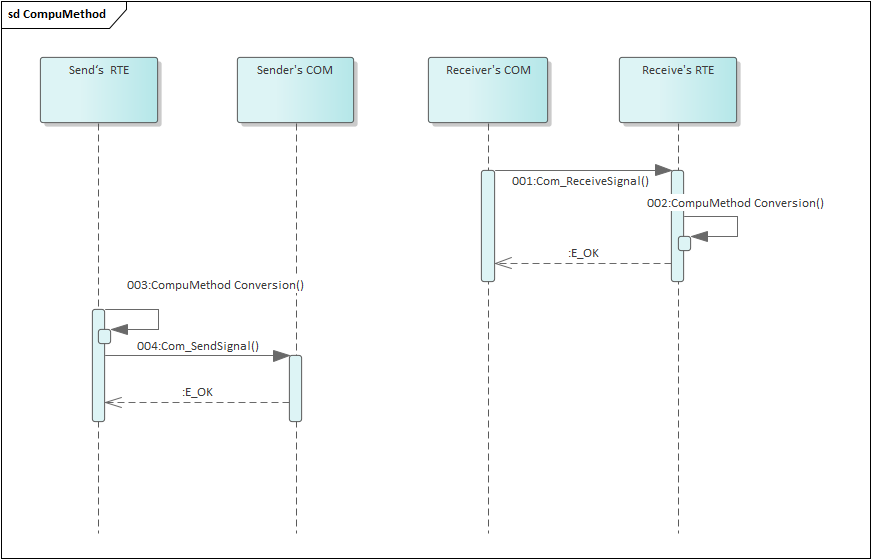 sd CompuMethod
Send‘s  RTE
Sender's COM
Receiver's COM
Receive's RTE
001:Com_ReceiveSignal()
002:CompuMethod Conversion()
:E_OK
003:CompuMethod Conversion()
004:Com_SendSignal()
:E_OK